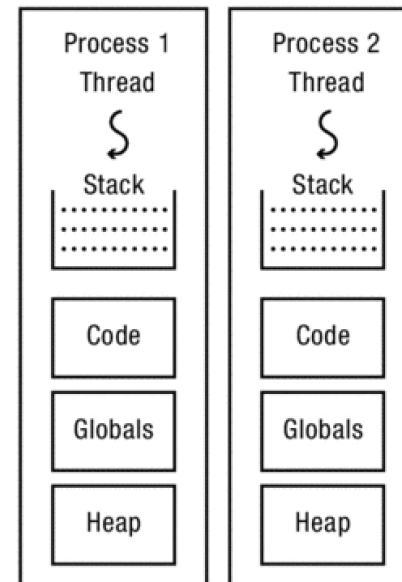 Process 1
Thread
Stack
Code
Globals
Heap
Process 2
Thread
Stack
Code
Globals
Heap